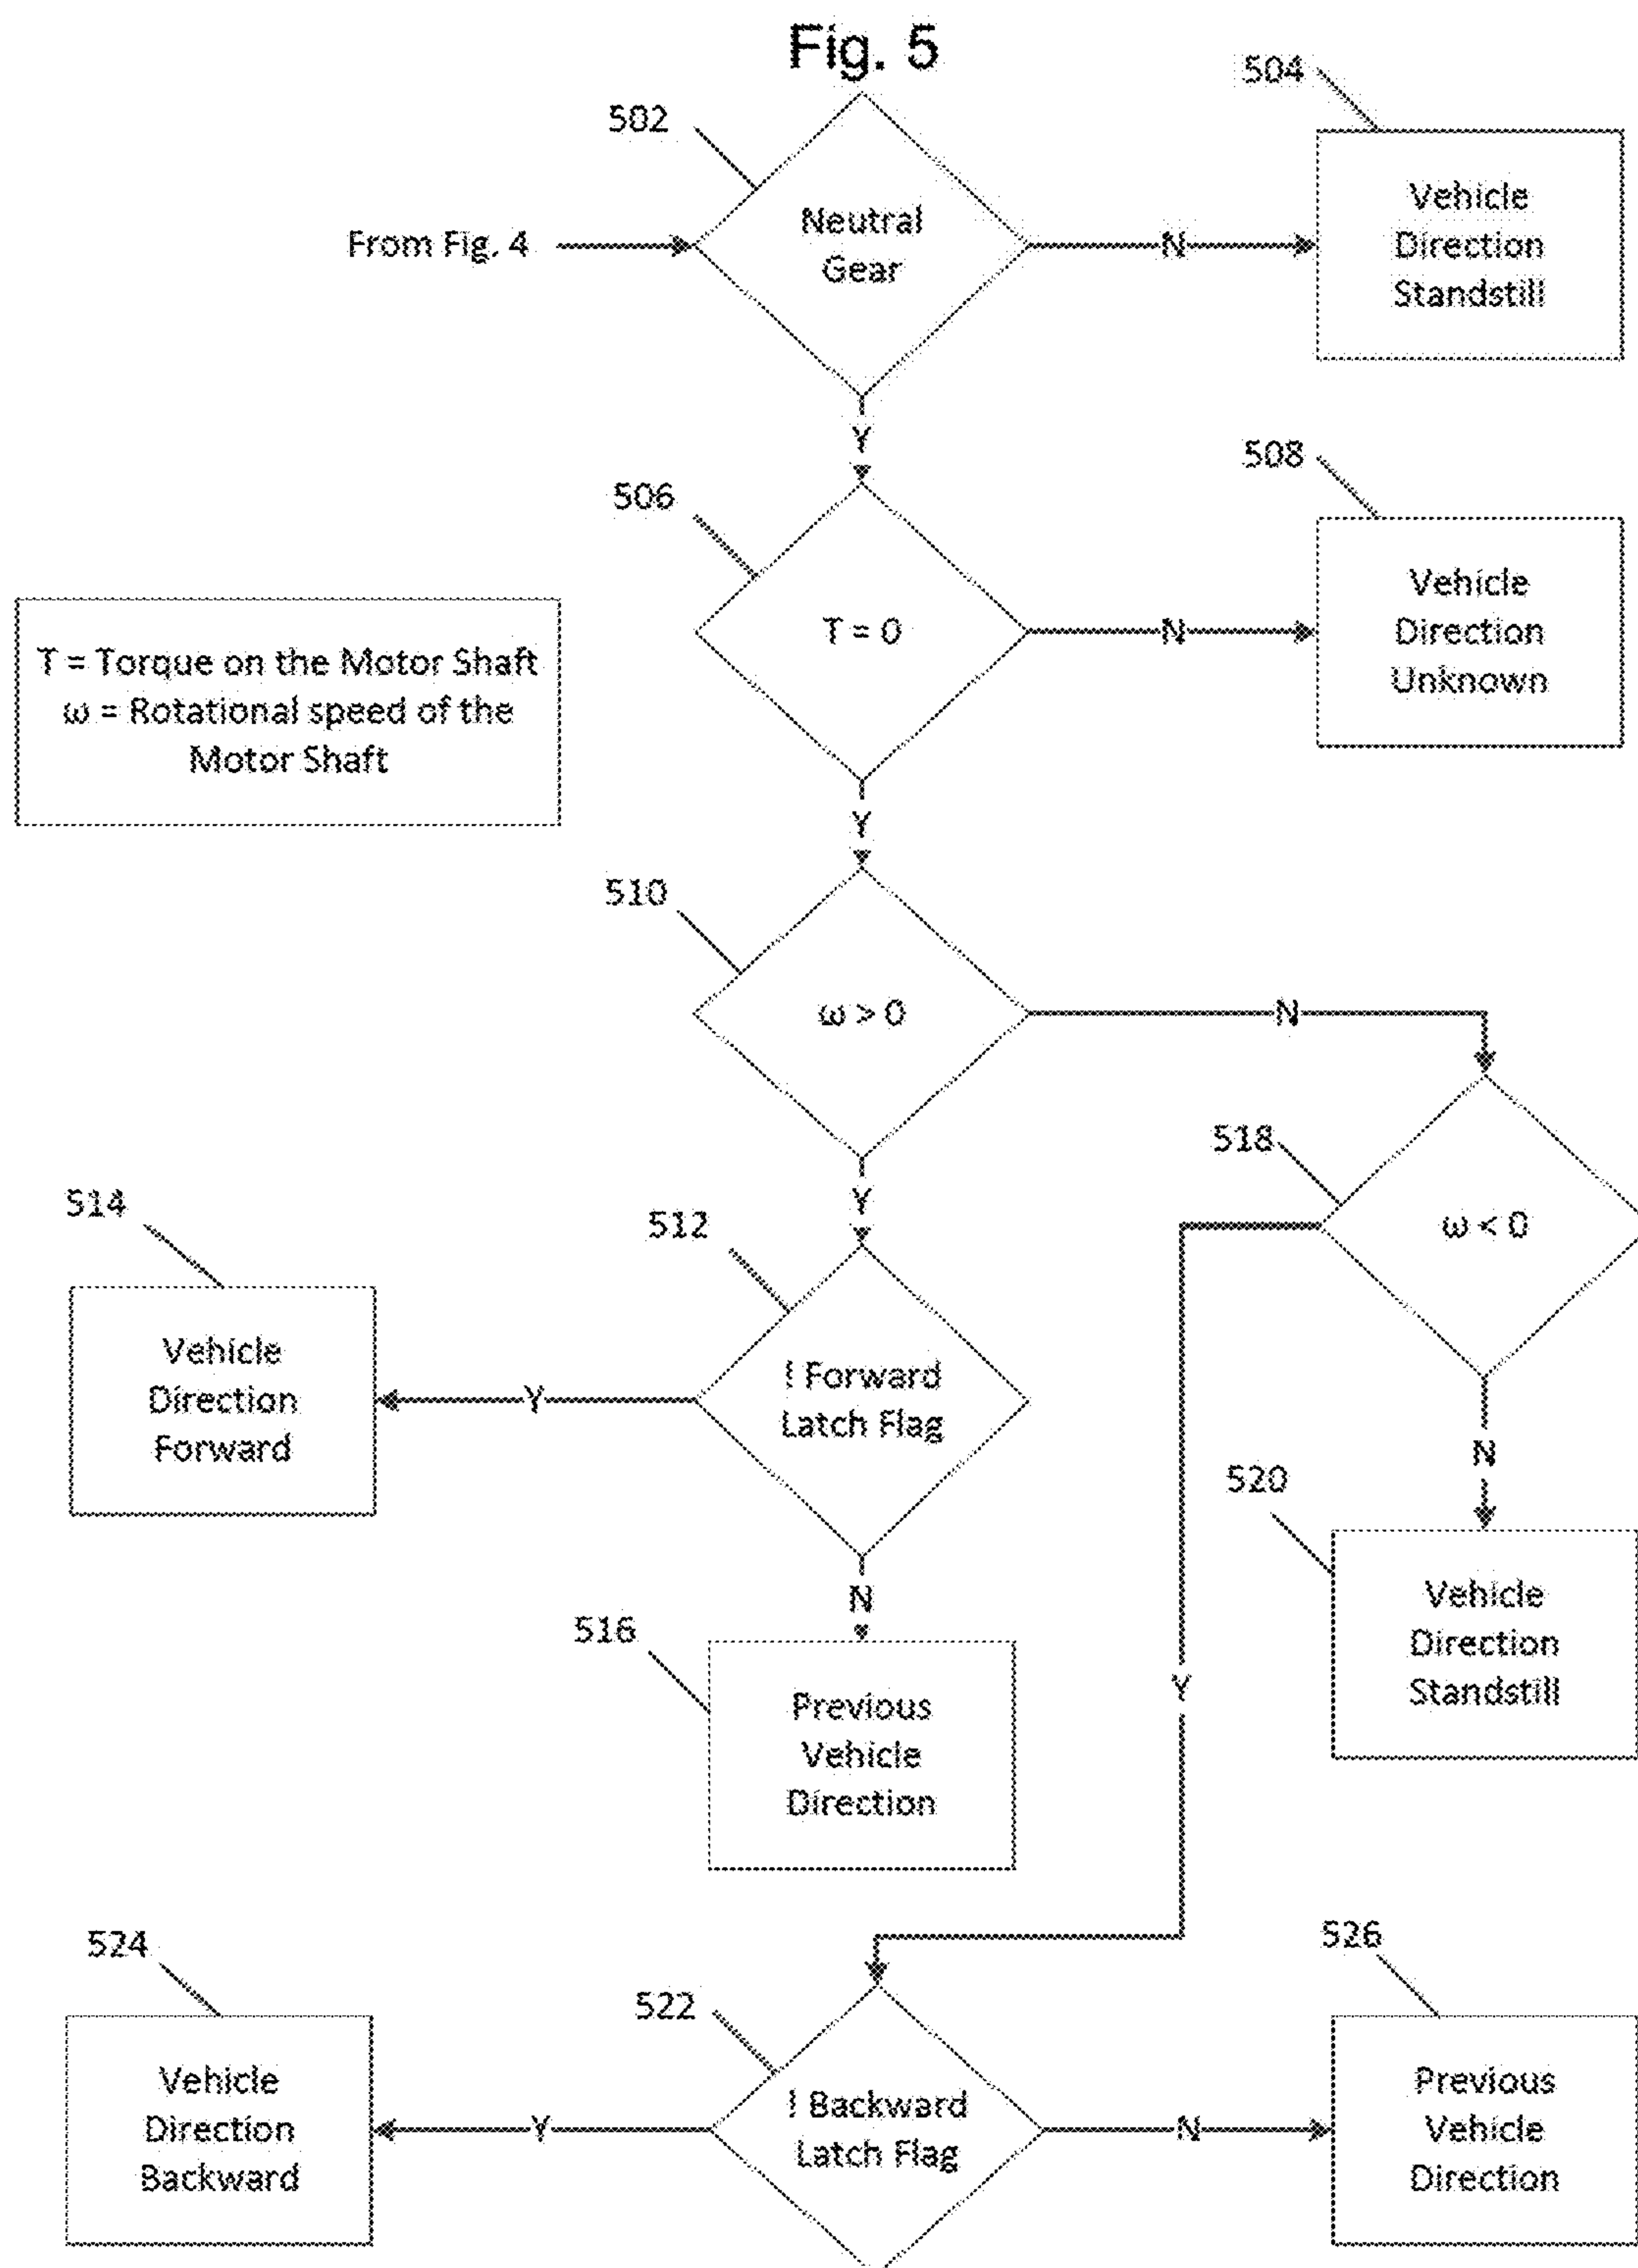 Fig. 5
504
502
Vehicle
Direction
Standstill
Neutral
Gear
From Fig. 4
N
Y
508
506
Vehicle
Direction
Unknown
T = 0
N
T = Torque on the Motor Shaft
ω = Rotational speed of the
Motor Shaft
Y
510
ω > 0
N
518
ω < 0
Y
514
512
Vehicle
Direction
Forward
! Forward
Latch Flag
Y
N
520
N
516
Vehicle
Direction
Standstill
Previous
Vehicle
Direction
Y
524
526
522
Vehicle
Direction
Backward
! Backward
Latch Flag
Previous
Vehicle
Direction
Y
N